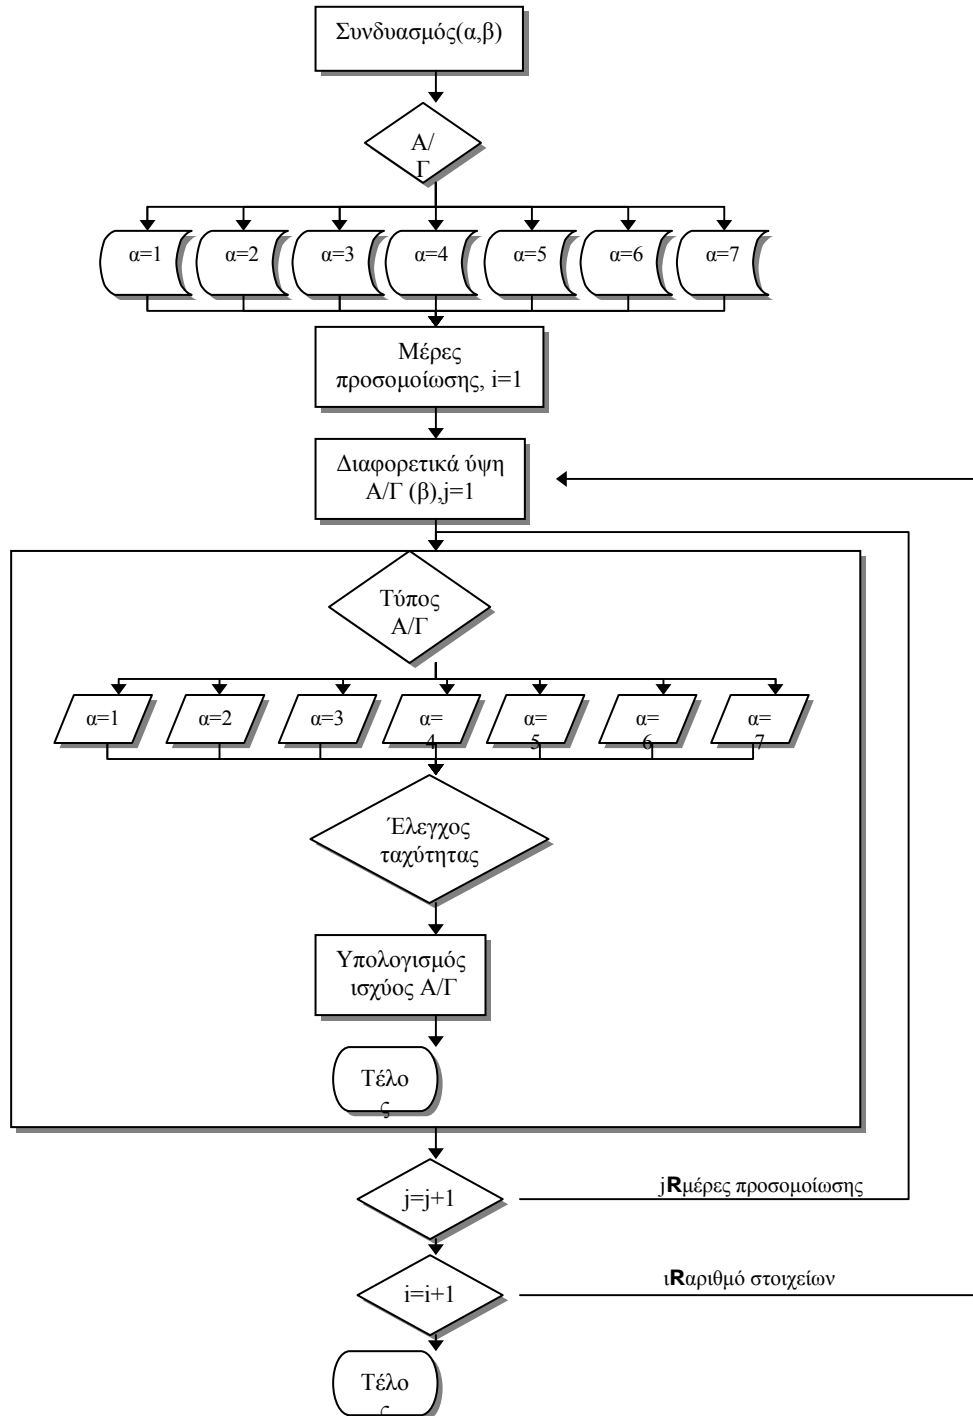 Συνδυασμός(α,β)
Α/
Γ
α=1 α=2 α=3 α=4 α=5 α=6 α=7
Μέρες
προσομοίωσης, i=1
Διαφορετικά ύψη
Α/Γ (β),j=1
Τύπος
Α/Γ
α=1 α=2 α=3 α= α= α= α=
4 5 6 7
Έλεγχος
ταχύτητας
Υπολογισμός
ισχύος Α/Γ
Τέλο
ς
j=j+1
jRμέρες προσομοίωσης
i=i+1
ιRαριθμό στοιχείων
Τέλο
ς